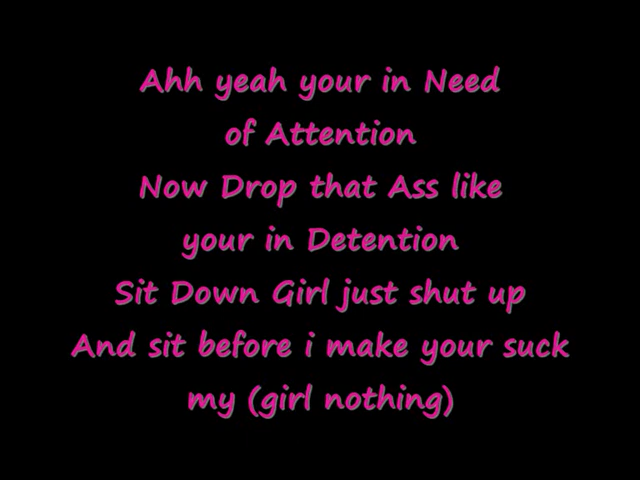 Ahh yeah your in Need
of Attention
Now Drop that Ass like
your in Detention
Sit Down Girl just shut up
And sit before i make your suck
my (girl nothing)